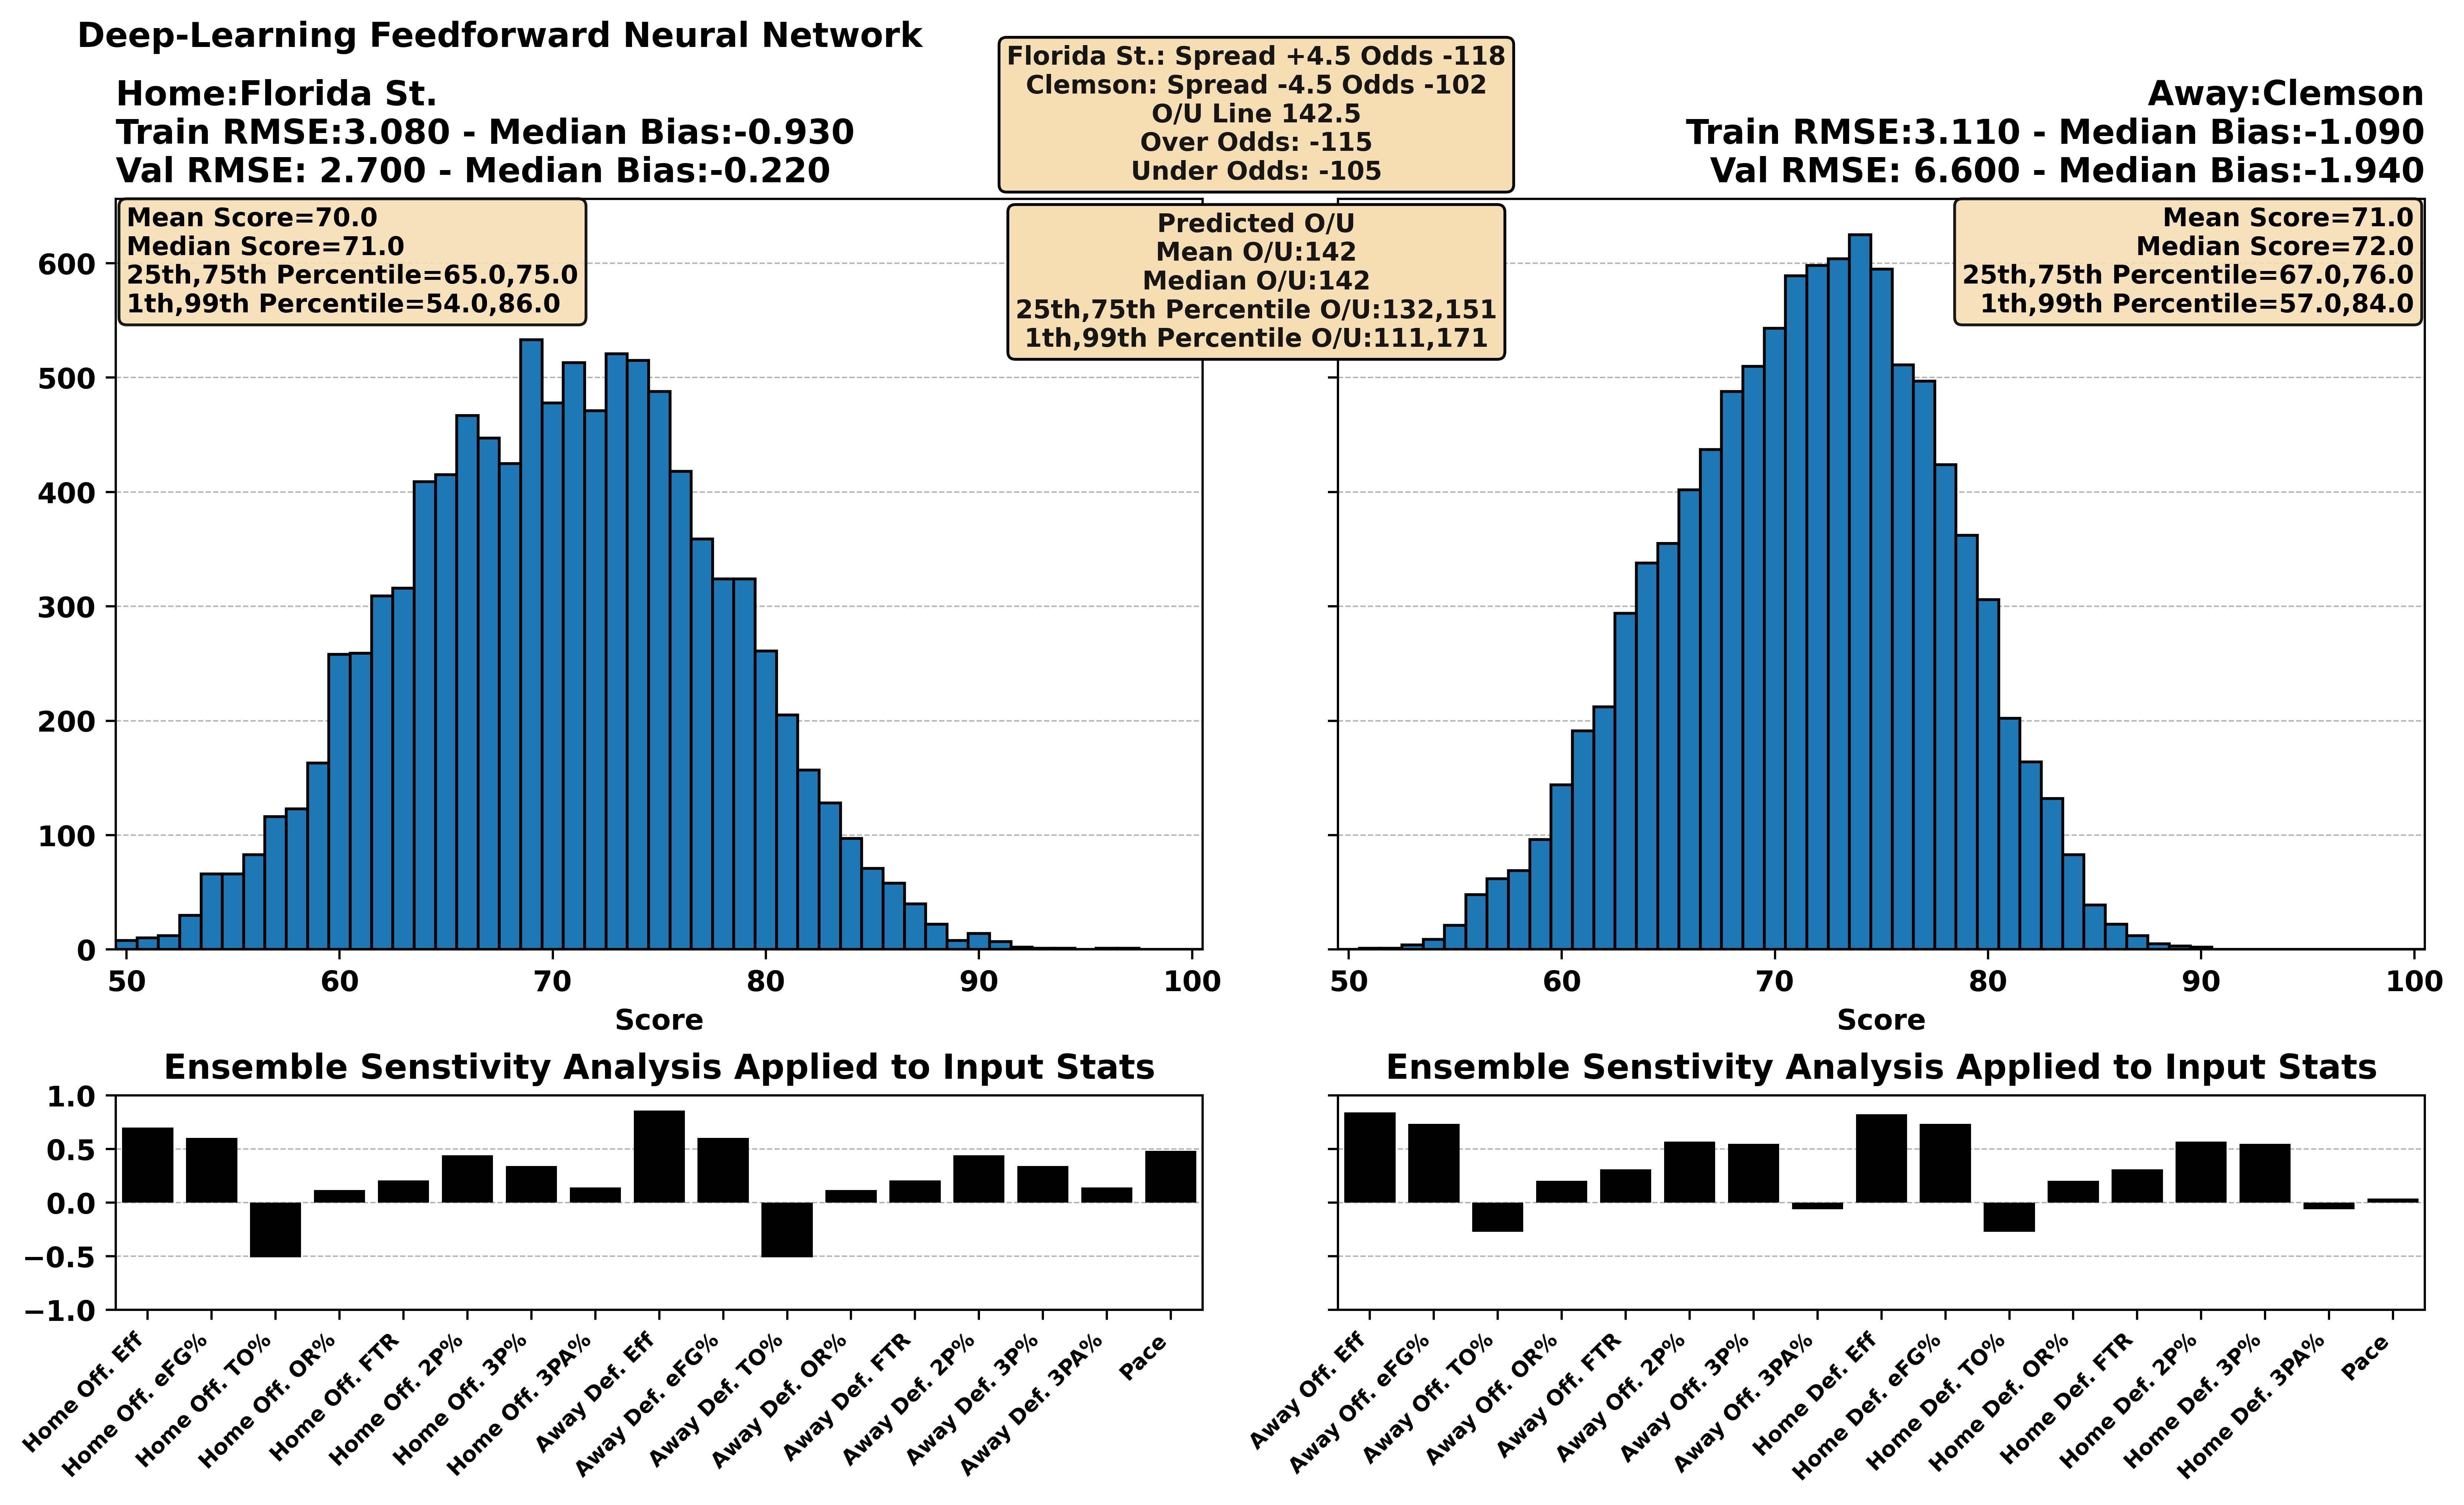 Deep-Learning Feedforward Neural Network
Home:Florida St.
Train RMSE:3.080 - Median Bias:-0.930
Val RMSE: 2.700 - Median Bias:-0.220
Florida St.: Spread +4.5 Odds -118
Clemson: Spread -4.5 Odds -102
O/U Line 142.5
Over Odds: -115
Under Odds: -105
Away:Clemson
Train RMSE:3.110 - Median Bias:-1.090
Val RMSE: 6.600 - Median Bias:-1.940
Mean Score=70.0
Median Score=71.0
25th,75th Percentile=65.0,75.0
1th,99th Percentile=54.0,86.0
Predicted O/U
Mean O/U:142
Median O/U:142
25th,75th Percentile O/U:132,151
1th,99th Percentile O/U:111,171
Mean Score=71.0
Median Score=72.0
25th,75th Percentile=67.0,76.0
1th,99th Percentile=57.0,84.0
600
500
400
300
200
100
0
50 60 70 80 90 100
Score
50 60 70 80 90 100
Score
Ensemble Senstivity Analysis Applied to Input Stats
1.0
0.5
0.0
−0.5
−1.0
Home Off. Eff
Home Off. eFG%
Home Off. TO%
Home Off. OR%
Home Off. FTR
Home Off. 2P%
Home Off. 3P%
Home Off. 3PA%
Away Def. Eff
Away Def. eFG%
Away Def. TO%
Away Def. OR%
Away Def. FTR
Away Def. 2P%
Away Def. 3P%
Away Def. 3PA%
Pace
Ensemble Senstivity Analysis Applied to Input Stats
Away Off. Eff
Away Off. eFG%
Away Off. TO%
Away Off. OR%
Away Off. FTR
Away Off. 2P%
Away Off. 3P%
Away Off. 3PA%
Home Def. Eff
Home Def. eFG%
Home Def. TO%
Home Def. OR%
Home Def. FTR
Home Def. 2P%
Home Def. 3P%
Home Def. 3PA%
Pace